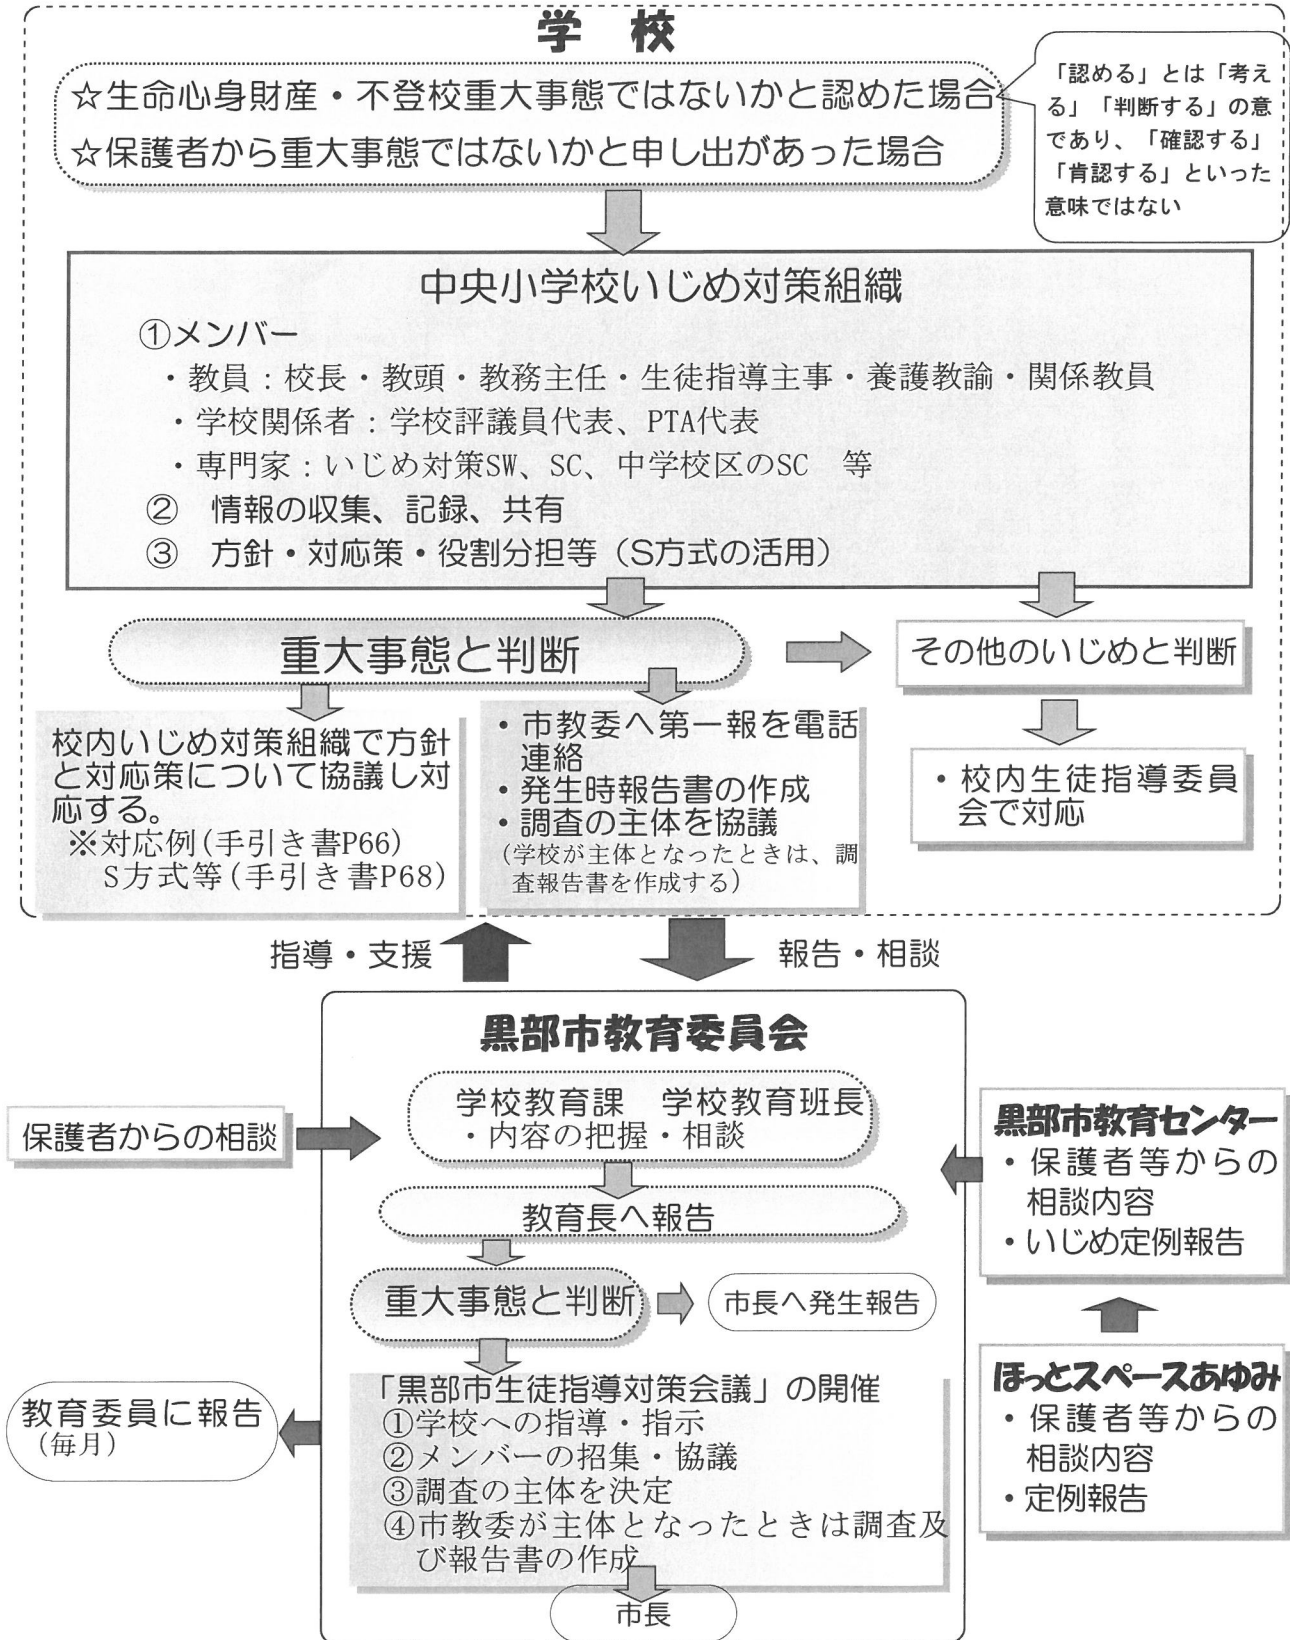 学 校
☆生命心身財産・不登校重大事態ではないかと認めた場合
☆保護者から重大事態ではないかと申し出があった場合
「認める」とは「考え
る」「判断する」の意
であり、「確認する」
「肯認する」といった
意味ではない
中央小学校いじめ対策組織
①メンバー
・教員：校長・教頭・教務主任・生徒指導主事・養護教諭・関係教員
・学校関係者：学校評議員代表、PTA代表
・専門家：いじめ対策SW、SC、中学校区のSC 等
② 情報の収集、記録、共有
③ 方針・対応策・役割分担等（S方式の活用）
重大事態と判断
その他のいじめと判断
校内いじめ対策組織で方針
と対応策について協議し対
応する。
※対応例(手引き書P66)
S方式等(手引き書P68)
・市教委へ第一報を電話
連絡
・発生時報告書の作成
・調査の主体を協議
(学校が主体となったときは、調
査報告書を作成する)
・校内生徒指導委員
会で対応
指導・支援
報告・相談
黒部市教育委員会
学校教育課 学校教育班長
・内容の把握・相談
保護者からの相談
教育長へ報告
重大事態と判断
市長へ発生報告
「黒部市生徒指導対策会議」の開催
①学校への指導・指示
②メンバーの招集・協議
③調査の主体を決定
④市教委が主体となったときは調査及
び報告書の作成
市長
教育委員に報告
（毎月）
黒部市教育センター
・保護者等からの
相談内容
・いじめ定例報告
ほっとスペースあゆみ
・保護者等からの
相談内容
・定例報告